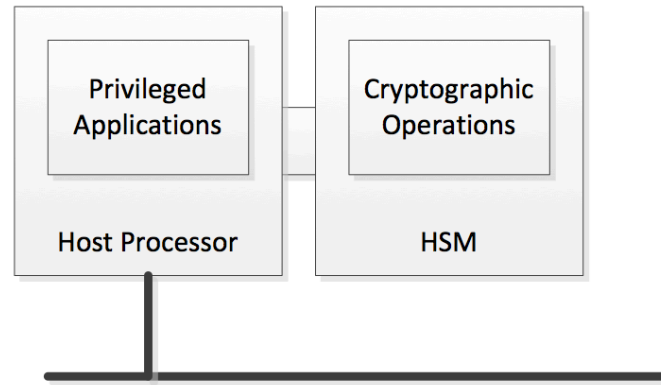 Privileged
Applications
Host Processor
Cryptographic
Operations
HSM